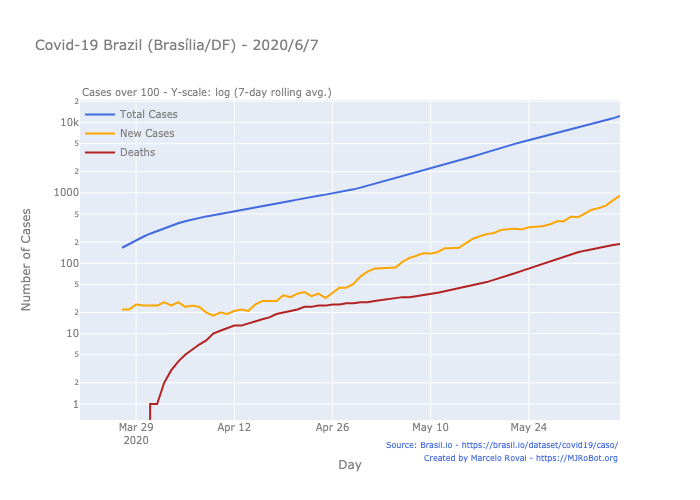 Covid-19 Brazil (Brasília/DF) - 2020/6/7
Cases over 100 - Y-scale: log (7-day rolling avg.)
Total Cases
New Cases
Deaths
2
10k
5
2
1000
5
2
100
5
2
10
5
2
1
Number of Cases
Mar 29
2020
Apr 12
Apr 26
May 10
May 24
Day
Source: Brasil.io - https://brasil.io/dataset/covid19/caso/
Created by Marcelo Rovai - https://MJRoBot.org